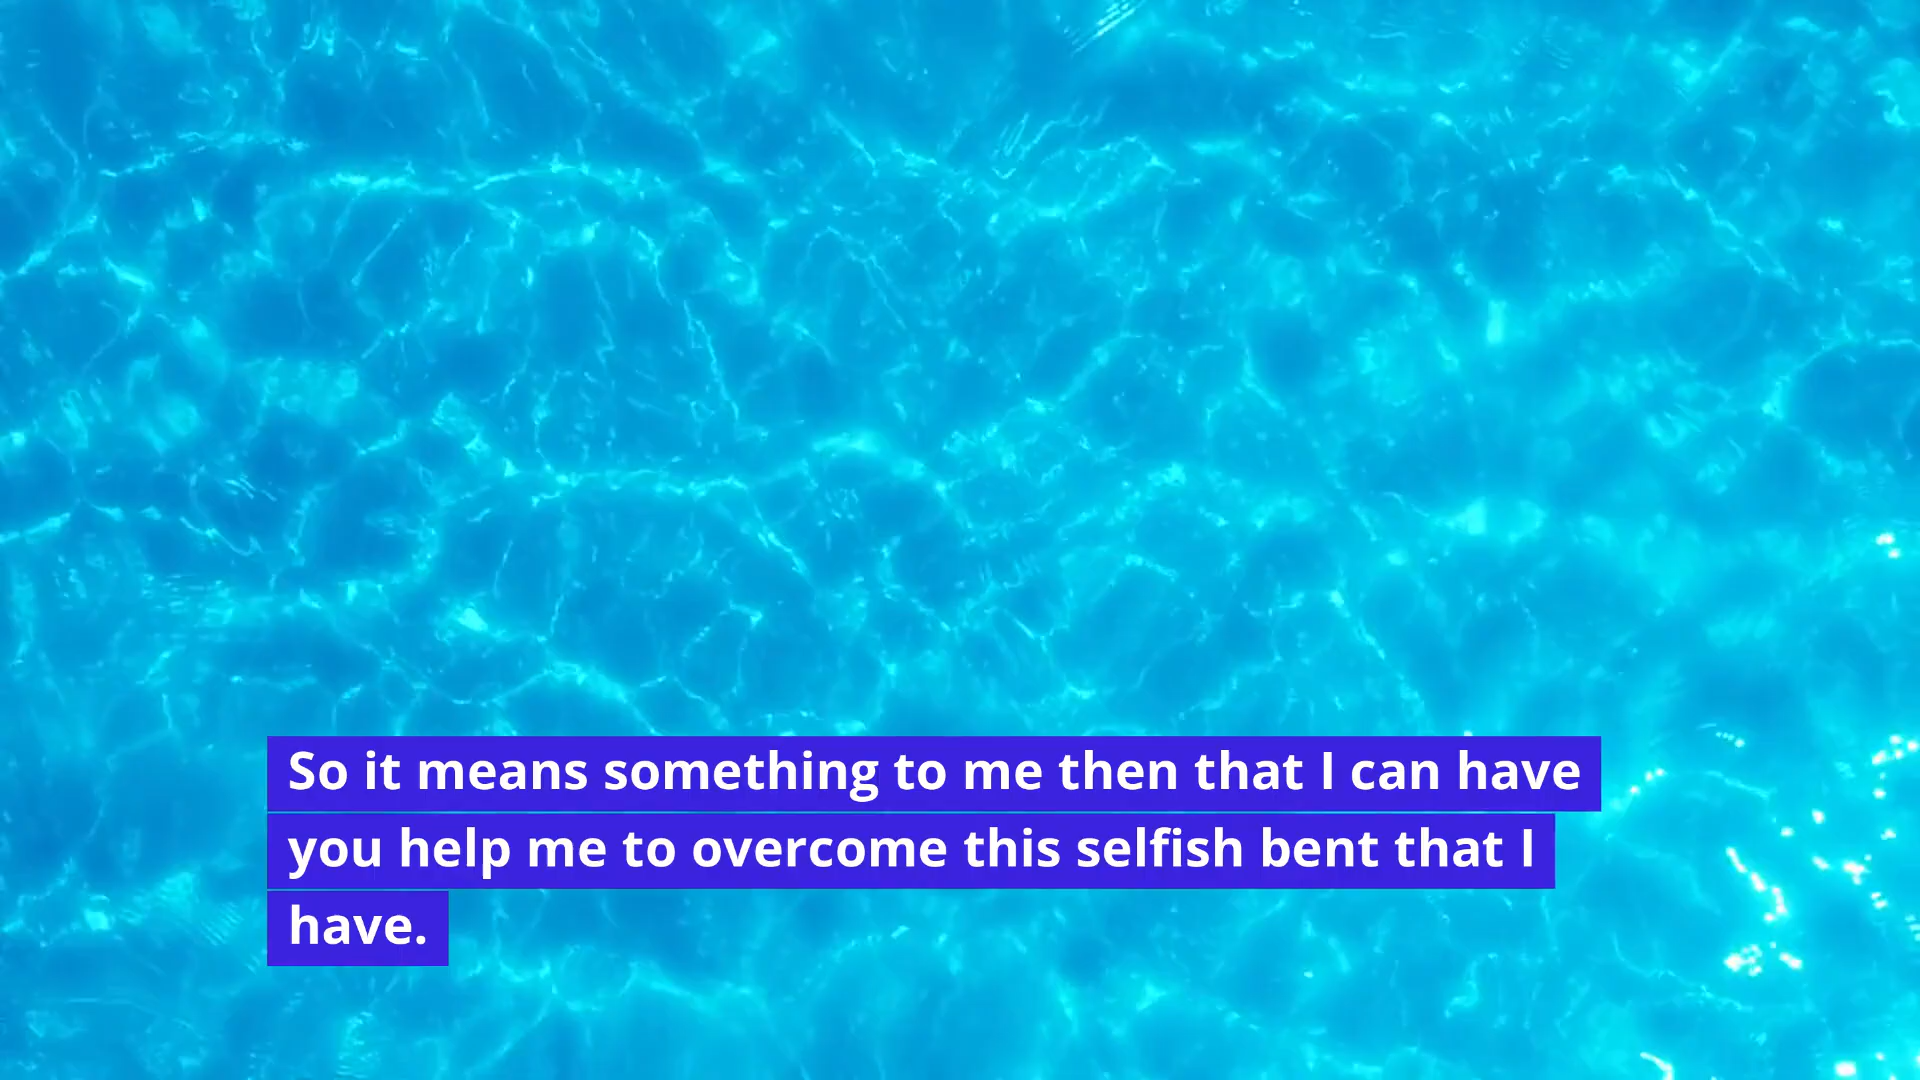 So it means something to me then that I can have
you help me to overcome this selfish bent that I
have.